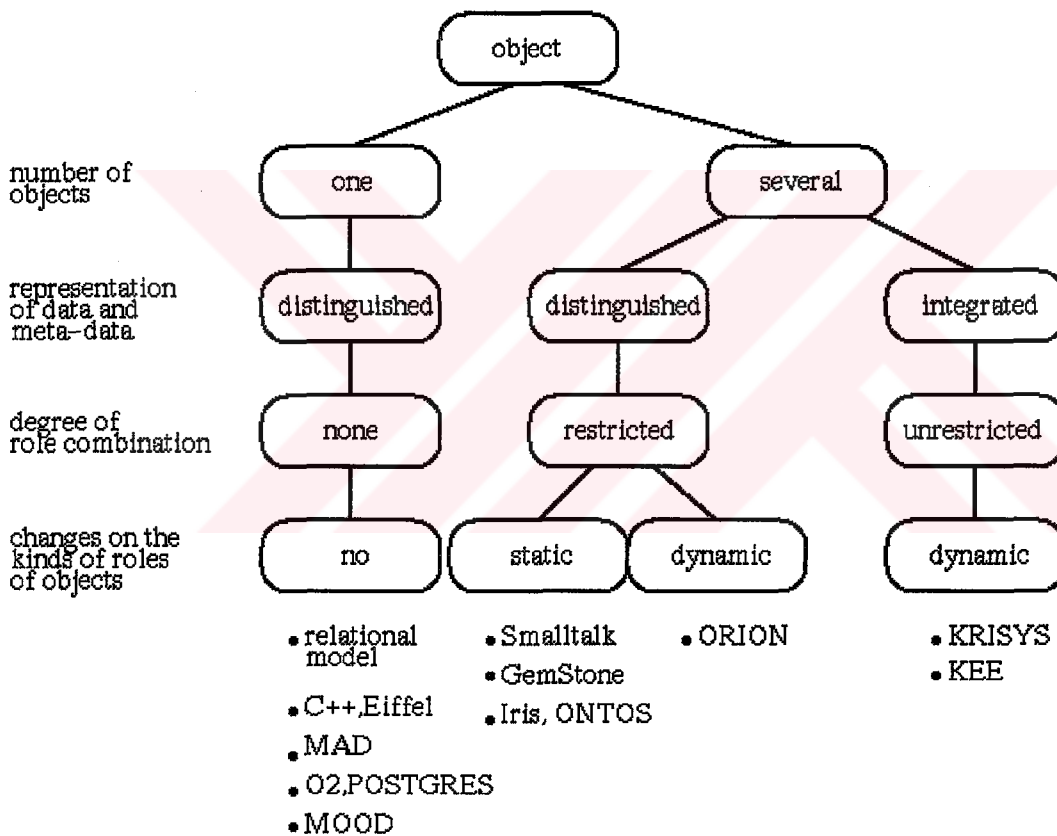 object
number of
objects
one
several
representation
of data and
meta-data
distinguished
distinguished
integrated
degree of
role combination
none
restricted
unrestricted
changes on the
kinds of roles
of objects
no
static
dynamic
dynamic
• relational
model
• C++,Eiffel
• MAD
• O2,POSTGRES
• MOOD
• Smalltalk
• GemStone
• Iris, ONTOS
• ORION
• KRISYS
• KEE